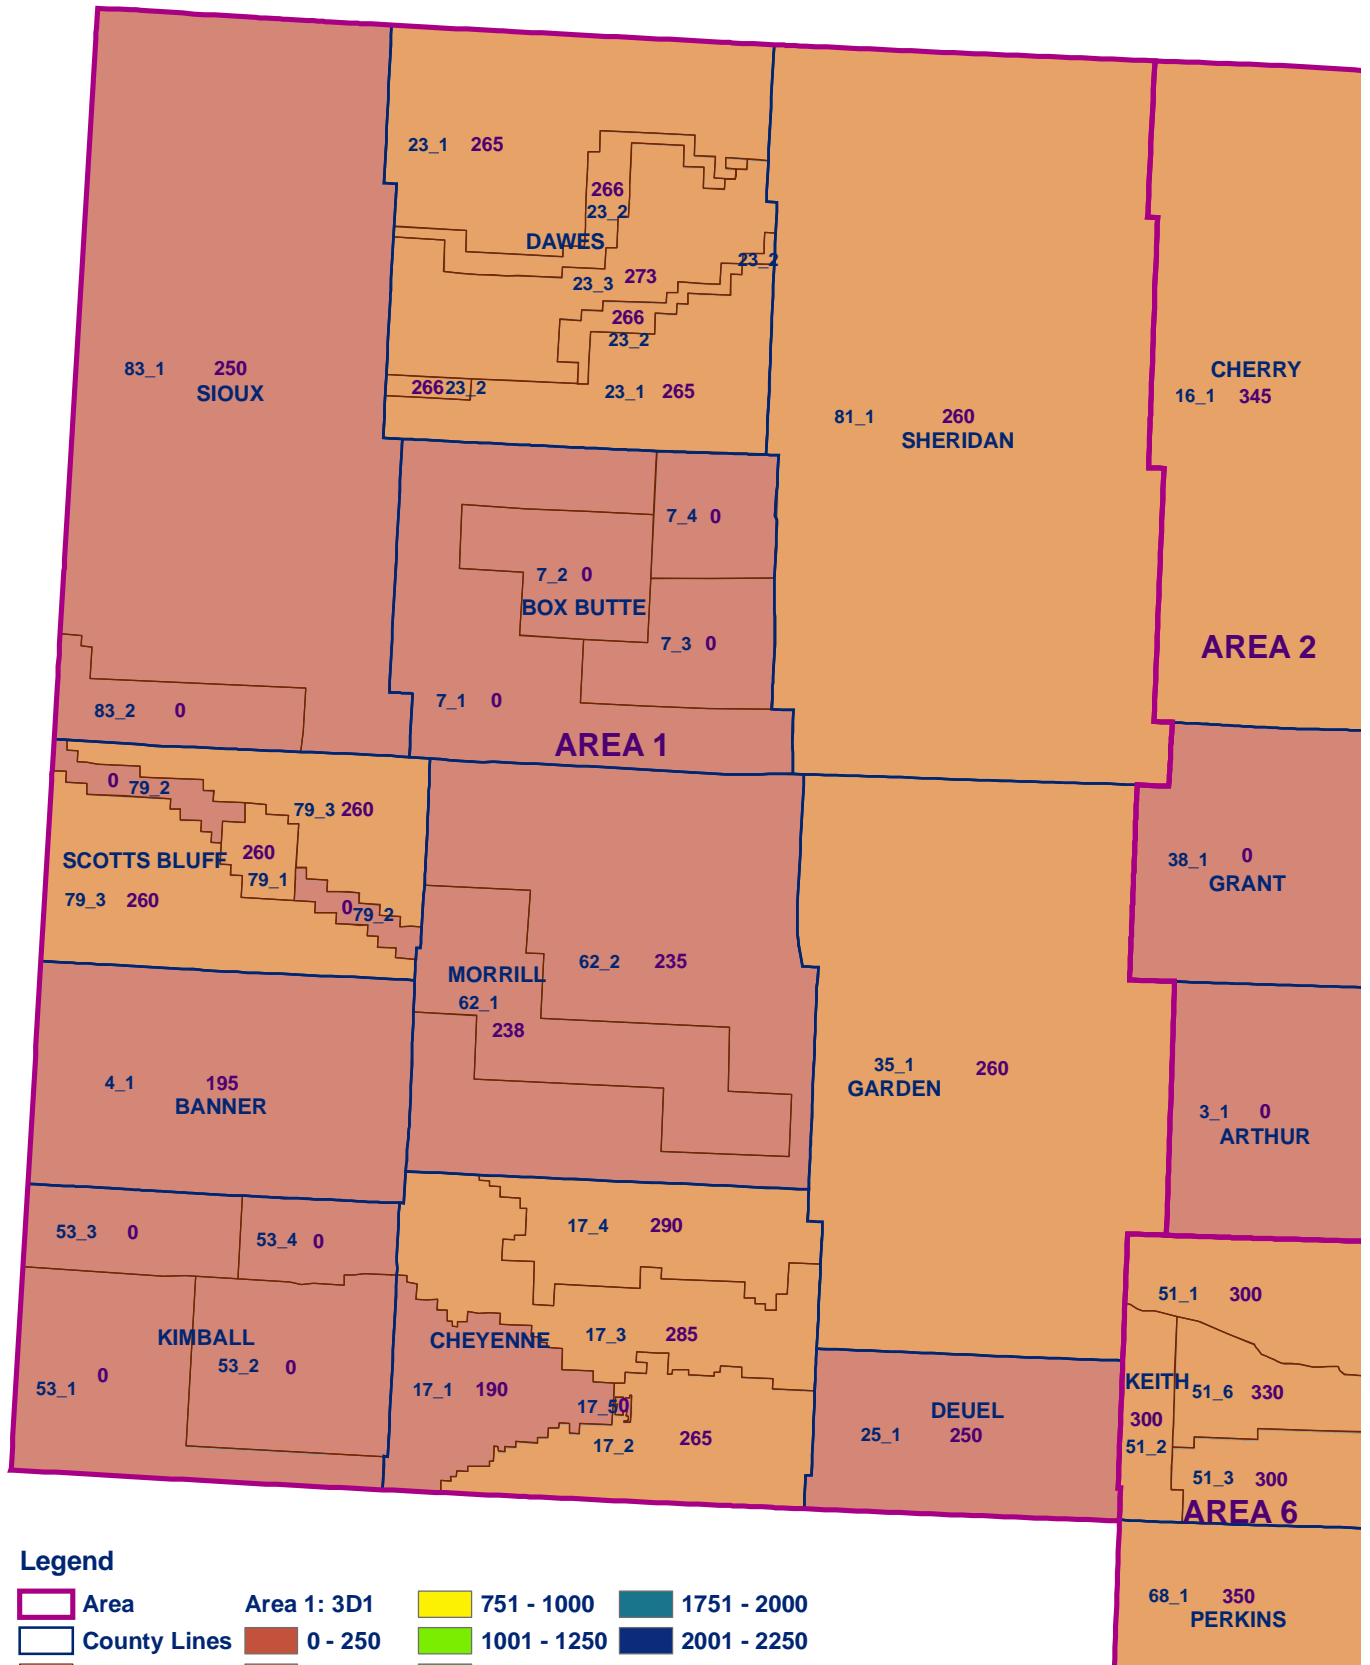 23_1 265
266
23_2
DAWES
23_2
23_3 273
266
23_2
83_1 250
SIOUX
266 23_2
23_1 265
81_1 260
SHERIDAN
CHERRY
16_1 345
7_4 0
7_2 0
BOX BUTTE
7_3 0
AREA 2
83_2 0
7_1 0
AREA 1
0 79_2
79_3 260
SCOTTS BLUFF
260
79_1
79_3 260
0 79_2
38_1 0
GRANT
MORRILL
62_2 235
62_1
238
4_1 195
BANNER
35_1 260
GARDEN
3_1 0
ARTHUR
53_3 0
53_4 0
17_4 290
51_1 300
KIMBALL
53_2 0
53_1 0
CHEYENNE
17_3 285
17_1 190
17_5 0
17_2 265
DEUEL
25_1 250
KEITH
51_6 330
300
51_2
51_3 300
AREA 6
68_1 350
PERKINS
Legend
Area Area 1: 3D1 751 - 1000 1751 - 2000
County Lines 0 - 250 1001 - 1250 2001 - 2250